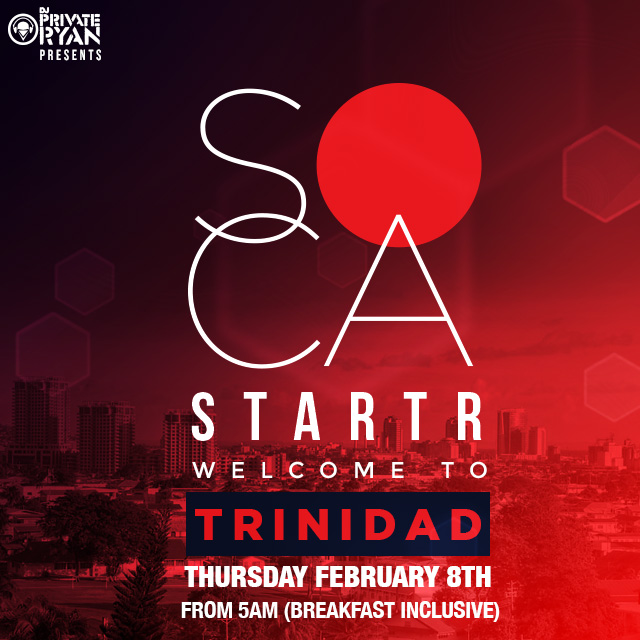 DJ
PRIVATE
RYAN
PRESENTS
SO
CA
STARTR
WELCOME TO
TRINIDAD
THURSDAY FEBRUARY 8TH
FROM 5AM (BREAKFAST INCLUSIVE)